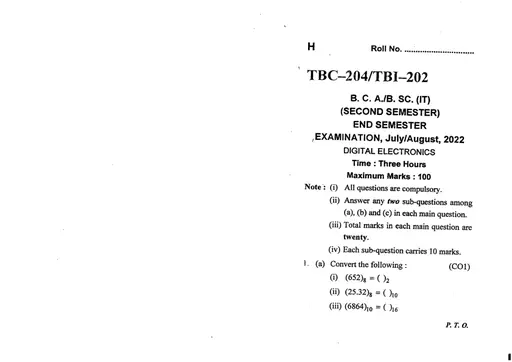 H Roll No. ..............................
TBC–204/TBI–202
B. C. A./B. SC. (IT)
(SECOND SEMESTER)
END SEMESTER
EXAMINATION, July/August, 2022
DIGITAL ELECTRONICS
Time : Three Hours
Maximum Marks : 100
Note : (i) All questions are compulsory.
(ii) Answer any two sub-questions among
(a), (b) and (c) in each main question.
(iii) Total marks in each main question are
twenty.
(iv) Each sub-question carries 10 marks.
1. (a) Convert the following : (CO1)
(i) (652)₈ = ( )₂
(ii) (25.32)₈ = ( )₁₀
(iii) (6864)₁₀ = ( )₁₆
P. T. O.